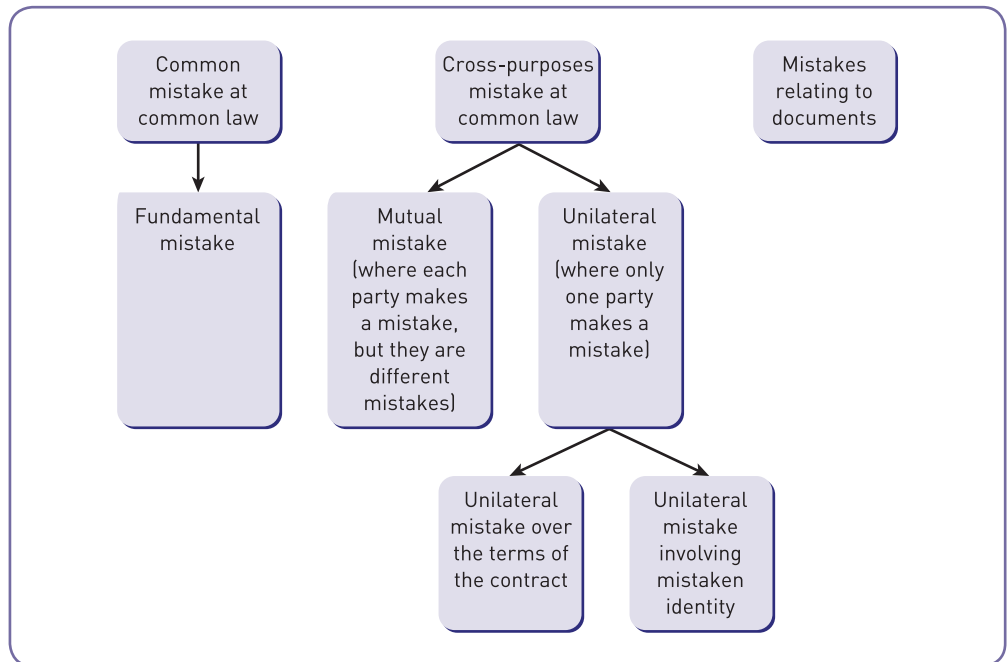 Common
mistake at
common law
Cross-purposes
mistake at
common law
Mistakes
relating to
documents
Fundamental
mistake
Mutual
mistake
(where each
party makes
a mistake,
but they are
different
mistakes)
Unilateral
mistake
(where only
one party
makes a
mistake)
Unilateral
mistake over
the terms of
the contract
Unilateral
mistake
involving
mistaken
identity